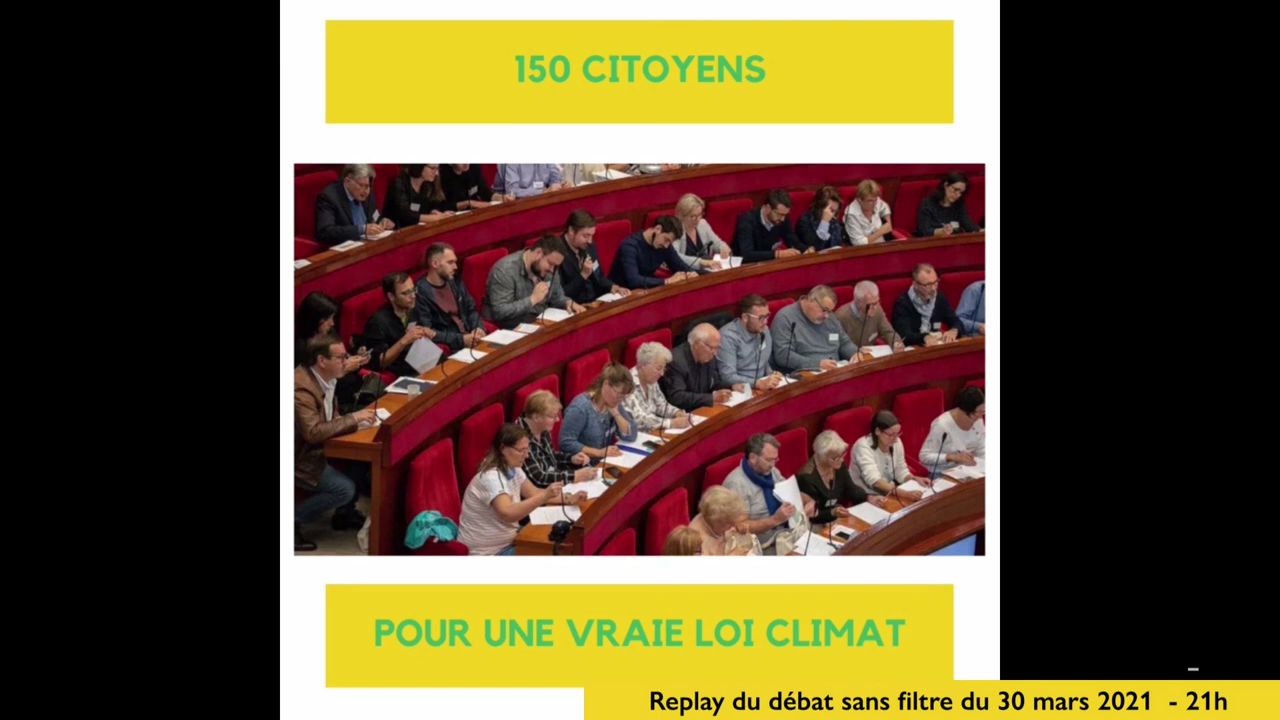 150 CITOYENS
POUR UNE VRAIE LOI CLIMAT
Replay du débat sans filtre du 30 mars 2021 - 21h